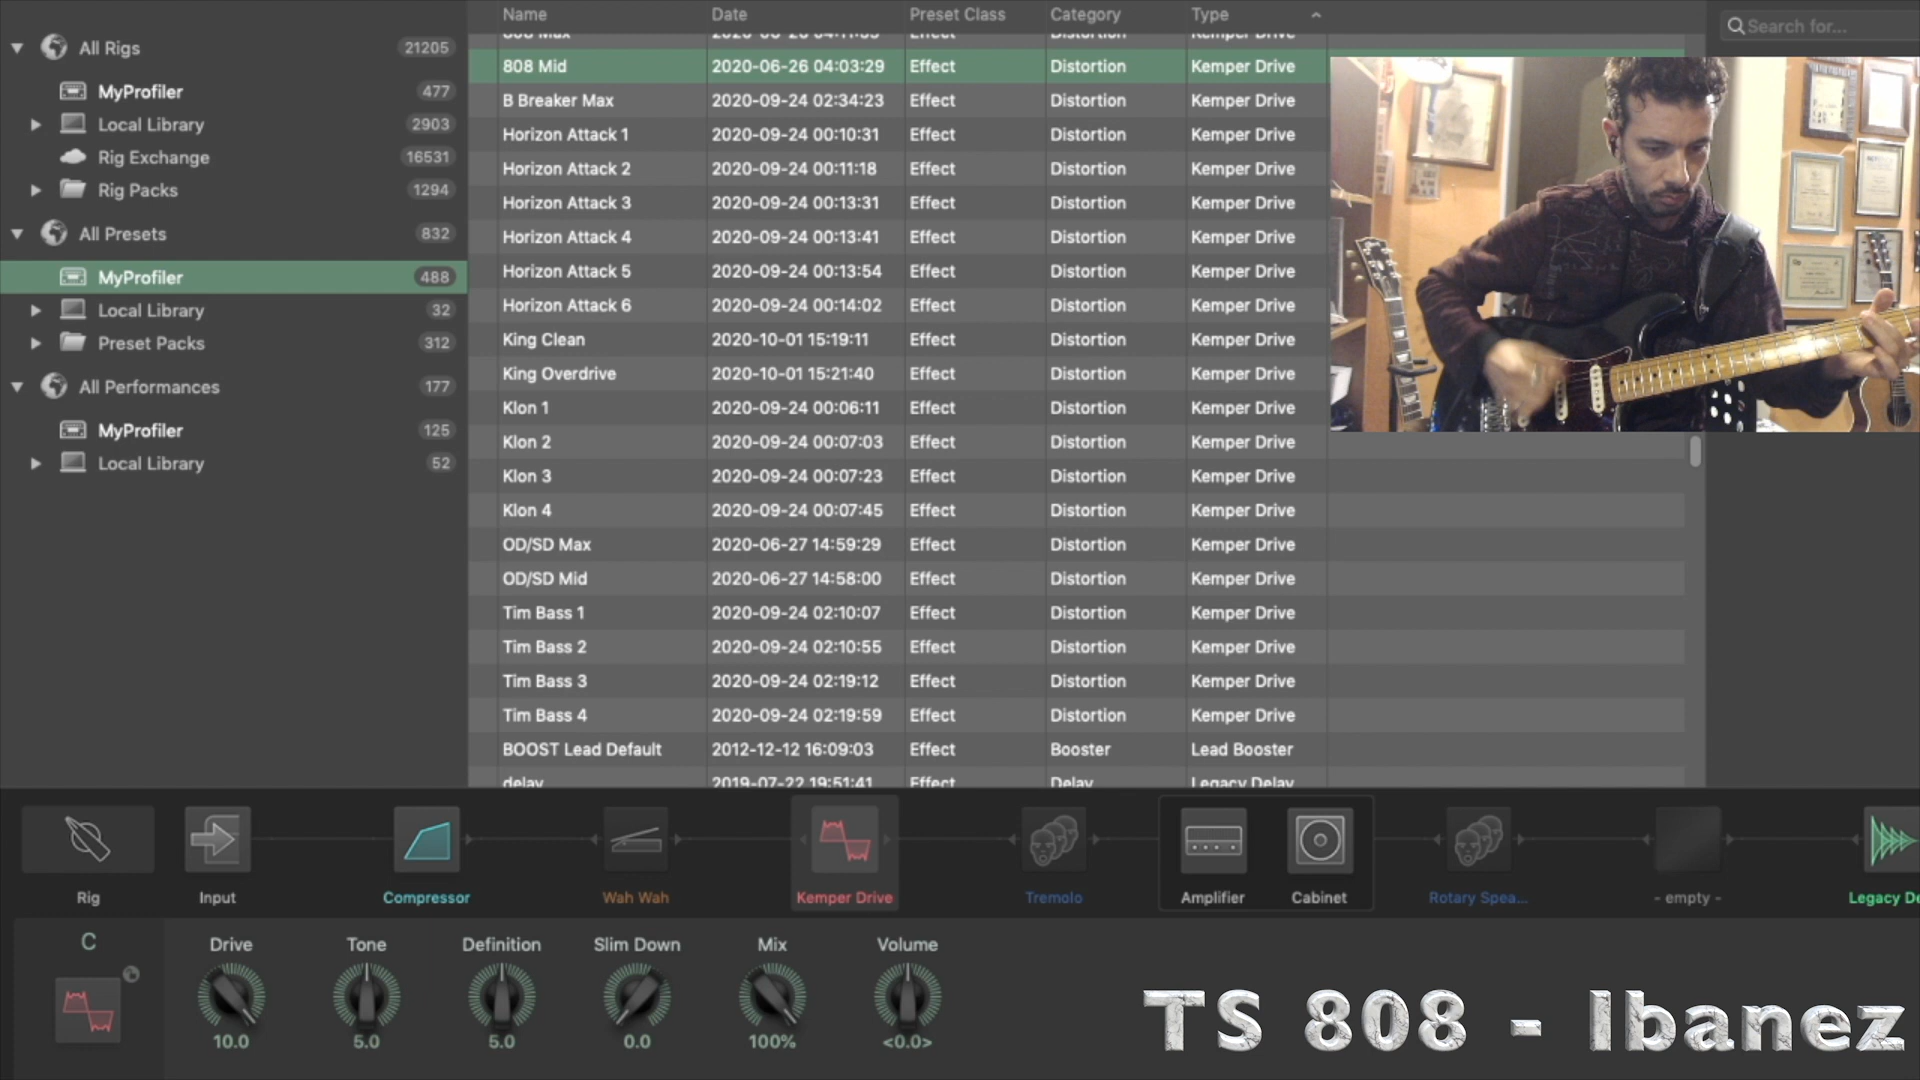 Name Date Preset Class Category Type
Search for...
All Rigs 21205
MyProfiler 477
Local Library 2903
Rig Exchange 16531
Rig Packs 1294
All Presets 832
MyProfiler 488
Local Library 32
Preset Packs 312
All Performances 177
MyProfiler 125
Local Library 52
808 Mid 2020-06-26 04:03:29 Effect Distortion Kemper Drive
B Breaker Max 2020-09-24 02:34:23 Effect Distortion Kemper Drive
Horizon Attack 1 2020-09-24 00:10:31 Effect Distortion Kemper Drive
Horizon Attack 2 2020-09-24 00:11:18 Effect Distortion Kemper Drive
Horizon Attack 3 2020-09-24 00:13:31 Effect Distortion Kemper Drive
Horizon Attack 4 2020-09-24 00:13:41 Effect Distortion Kemper Drive
Horizon Attack 5 2020-09-24 00:13:54 Effect Distortion Kemper Drive
Horizon Attack 6 2020-09-24 00:14:02 Effect Distortion Kemper Drive
King Clean 2020-10-01 15:19:11 Effect Distortion Kemper Drive
King Overdrive 2020-10-01 15:21:40 Effect Distortion Kemper Drive
Klon 1 2020-09-24 00:06:11 Effect Distortion Kemper Drive
Klon 2 2020-09-24 00:07:03 Effect Distortion Kemper Drive
Klon 3 2020-09-24 00:07:23 Effect Distortion Kemper Drive
Klon 4 2020-09-24 00:07:45 Effect Distortion Kemper Drive
OD/SD Max 2020-06-27 14:59:29 Effect Distortion Kemper Drive
OD/SD Mid 2020-06-27 14:58:00 Effect Distortion Kemper Drive
Tim Bass 1 2020-09-24 02:10:07 Effect Distortion Kemper Drive
Tim Bass 2 2020-09-24 02:10:55 Effect Distortion Kemper Drive
Tim Bass 3 2020-09-24 02:19:12 Effect Distortion Kemper Drive
Tim Bass 4 2020-09-24 02:19:59 Effect Distortion Kemper Drive
BOOST Lead Default 2012-12-12 16:09:03 Effect Booster Lead Booster
delay 2019-07-22 19:51:41 Effect Delay Legacy Delay
Rig Input Compressor Wah Wah Kemper Drive Tremolo Amplifier Cabinet Rotary Spea... - empty - Legacy De
C Drive Tone Definition Slim Down Mix Volume
10.0 5.0 5.0 0.0 100% <0.0>
TS 808 - Ibanez